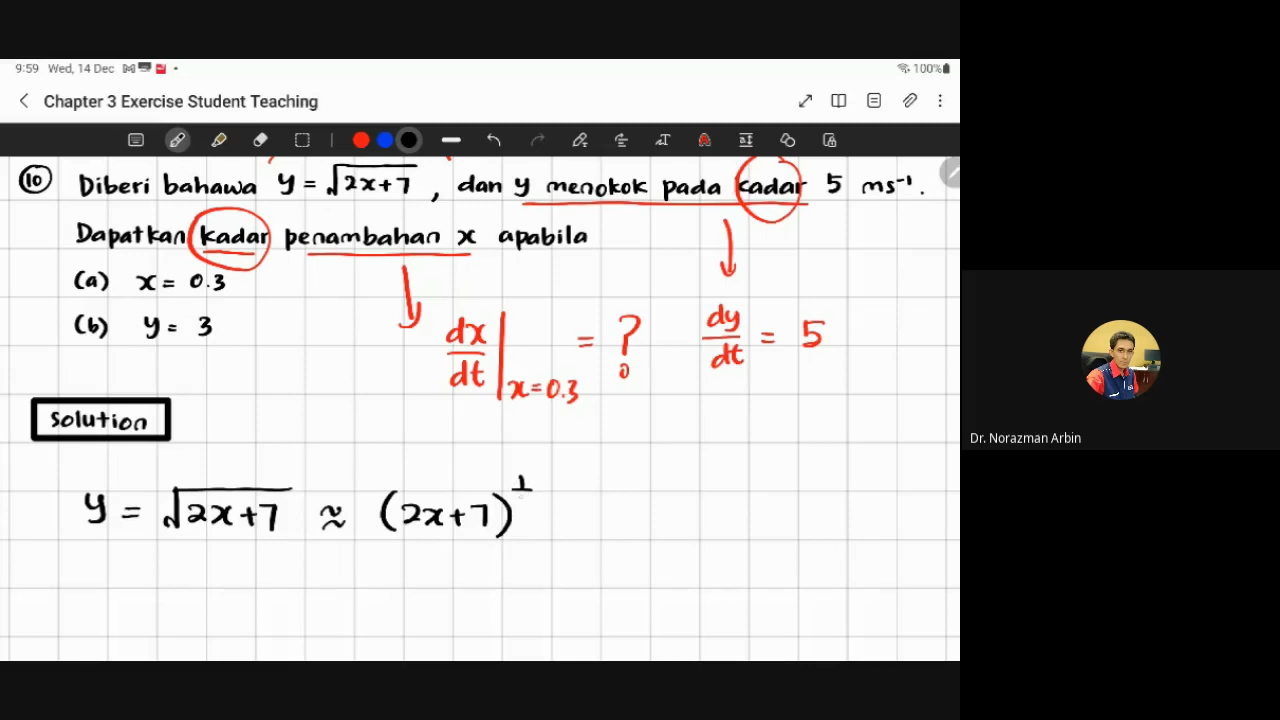 9:59 Wed, 14 Dec
100%
Chapter 3 Exercise Student Teaching
10 Diberi bahawa y = √2x+7 , dan y menokok pada kadar 5 ms⁻¹.
Dapatkan kadar penambahan x apabila
(a) x = 0.3
(b) y = 3
dx/dt |x=0.3 = ?
dy/dt = 5
Solution
y = √2x+7 ≈ (2x+7)^1
Dr. Norazman Arbin